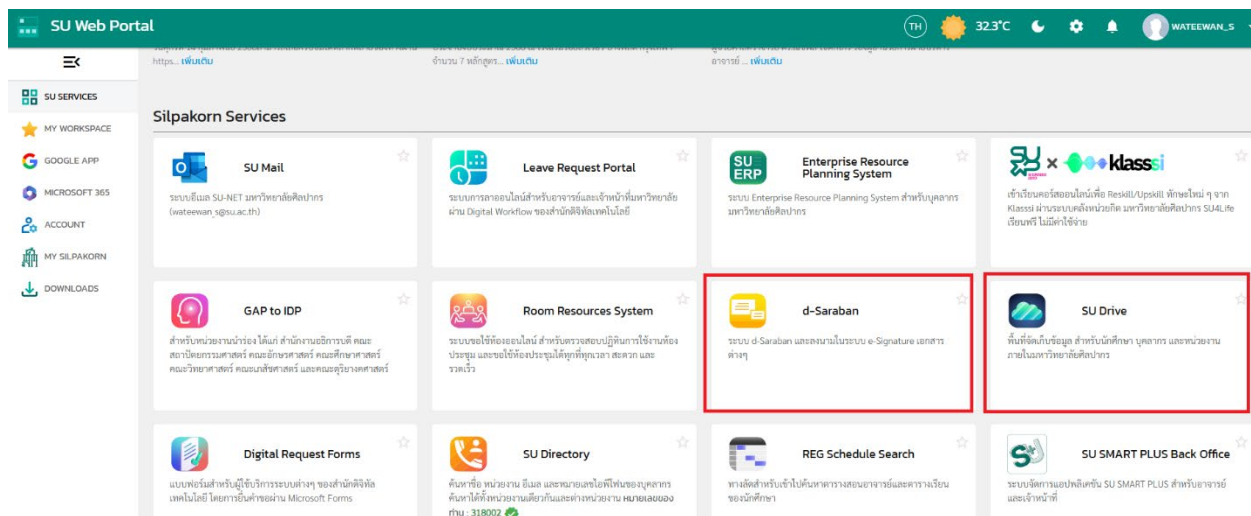 SU Web Portal
TH
32.3°C
WATEEWAN_S
https... เพิ่มเติม
จำนวน 7 หลักสูตร... เพิ่มเติม
อาจารย์ ... เพิ่มเติม
SU SERVICES
MY WORKSPACE
GOOGLE APP
MICROSOFT 365
ACCOUNT
MY SILPAKORN
DOWNLOADS
Silpakorn Services
SU Mail
ระบบอีเมล SU-NET มหาวิทยาลัยศิลปากร
(wateewan_s@su.ac.th)
Leave Request Portal
ระบบการลาออนไลน์สำหรับอาจารย์และเจ้าหน้าที่มหาวิทยาลัย
ผ่าน Digital Workflow ของสำนักดิจิทัลเทคโนโลยี
SU
ERP
Enterprise Resource
Planning System
ระบบ Enterprise Resource Planning System สำหรับบุคลากร
มหาวิทยาลัยศิลปากร
SU × klasssi
เข้าเรียนคอร์สออนไลน์เพื่อ Reskill/Upskill ทักษะใหม่ ๆ จาก
Klasssi ผ่านระบบคลังหน่วยกิต มหาวิทยาลัยศิลปากร SU4Life
เรียนฟรี ไม่มีค่าใช้จ่าย
GAP to IDP
สำหรับหน่วยงานนำร่อง ได้แก่ สำนักงานอธิการบดี คณะ
สถาปัตยกรรมศาสตร์ คณะอักษรศาสตร์ คณะศึกษาศาสตร์
คณะวิทยาศาสตร์ คณะเภสัชศาสตร์ และคณะดุริยางคศาสตร์
Room Resources System
ระบบขอใช้ห้องออนไลน์ สำหรับตรวจสอบปฏิทินการใช้งานห้อง
ประชุม และขอใช้ห้องประชุมได้ทุกที่ทุกเวลา สะดวก และ
รวดเร็ว
d-Saraban
ระบบ d-Saraban และลงนามในระบบ e-Signature เอกสาร
ต่างๆ
SU Drive
พื้นที่จัดเก็บข้อมูล สำหรับนักศึกษา บุคลากร และหน่วยงาน
ภายในมหาวิทยาลัยศิลปากร
Digital Request Forms
แบบฟอร์มสำหรับผู้ใช้บริการระบบต่างๆ ของสำนักดิจิทัล
เทคโนโลยี โดยการยื่นคำขอผ่าน Microsoft Forms
SU Directory
ค้นหาชื่อ หน่วยงาน อีเมล และหมายเลขไอพีโฟนของบุคลากร
ค้นหาได้ทั้งหน่วยงานเดียวกันและต่างหน่วยงาน หมายเลขของ
ท่าน : 318002
REG Schedule Search
ทางลัดสำหรับเข้าไปค้นหาตารางสอนอาจารย์และตารางเรียน
ของนักศึกษา
SU SMART PLUS Back Office
ระบบจัดการแอปพลิเคชัน SU SMART PLUS สำหรับอาจารย์
และเจ้าหน้าที่